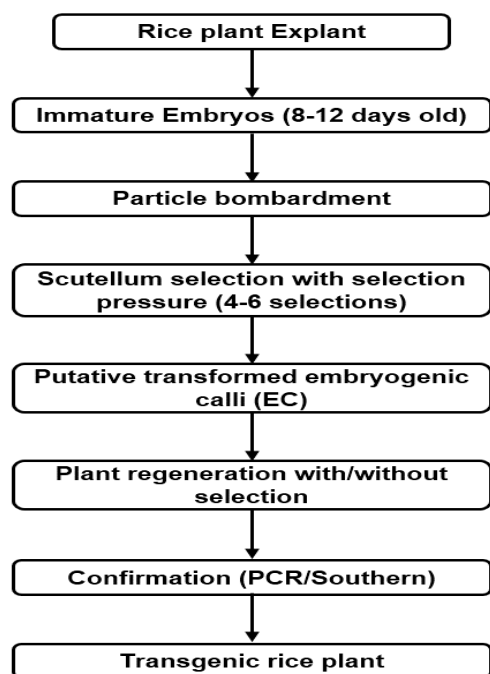 Rice plant Explant
Immature Embryos (8-12 days old)
Particle bombardment
Scutellum selection with selection
pressure (4-6 selections)
Putative transformed embryogenic
calli (EC)
Plant regeneration with/without
selection
Confirmation (PCR/Southern)
Transgenic rice plant